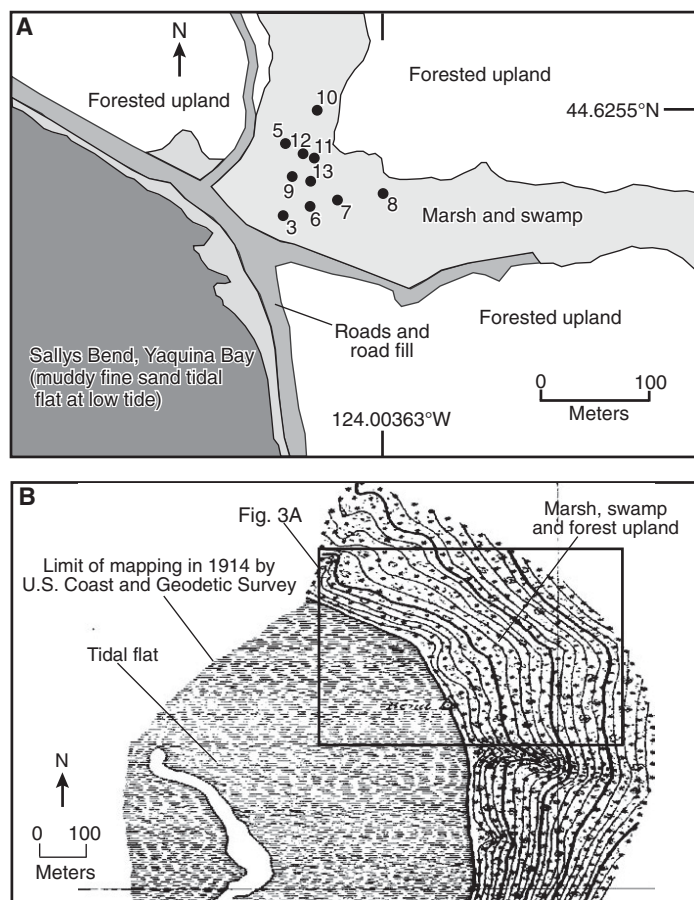 A
N
Forested upland
Forested upland
44.6255°N
10
5
12
11
13
9
8
7
6
3
Marsh and swamp
Forested upland
Roads and
road fill
Sallys Bend, Yaquina Bay
(muddy fine sand tidal
flat at low tide)
0 100
Meters
124.00363°W
B
Fig. 3A
Marsh, swamp
and forest upland
Limit of mapping in 1914 by
U.S. Coast and Geodetic Survey
Tidal flat
N
0 100
Meters